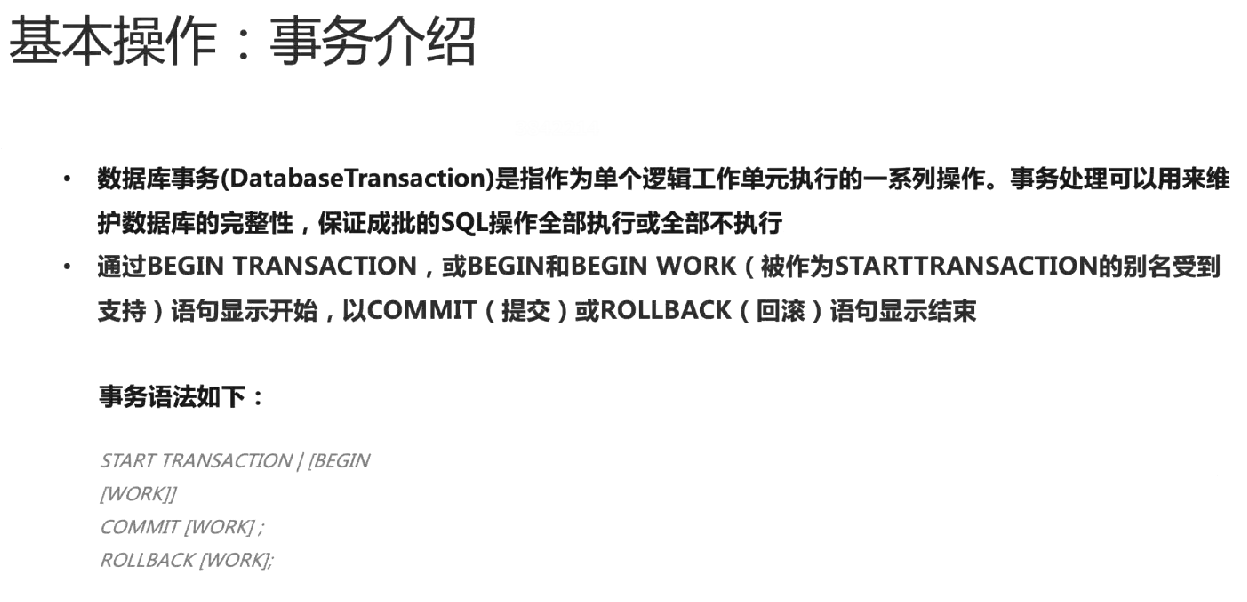 基本操作：事务介绍
• 数据库事务(DatabaseTransaction)是指作为单个逻辑工作单元执行的一系列操作。事务处理可以用来维
护数据库的完整性，保证成批的SQL操作全部执行或全部不执行
• 通过BEGIN TRANSACTION，或BEGIN和BEGIN WORK（被作为STARTTRANSACTION的别名受到
支持）语句显示开始，以COMMIT（提交）或ROLLBACK（回滚）语句显示结束
事务语法如下：
START TRANSACTION | [BEGIN
[WORK]]
COMMIT [WORK] ;
ROLLBACK [WORK];